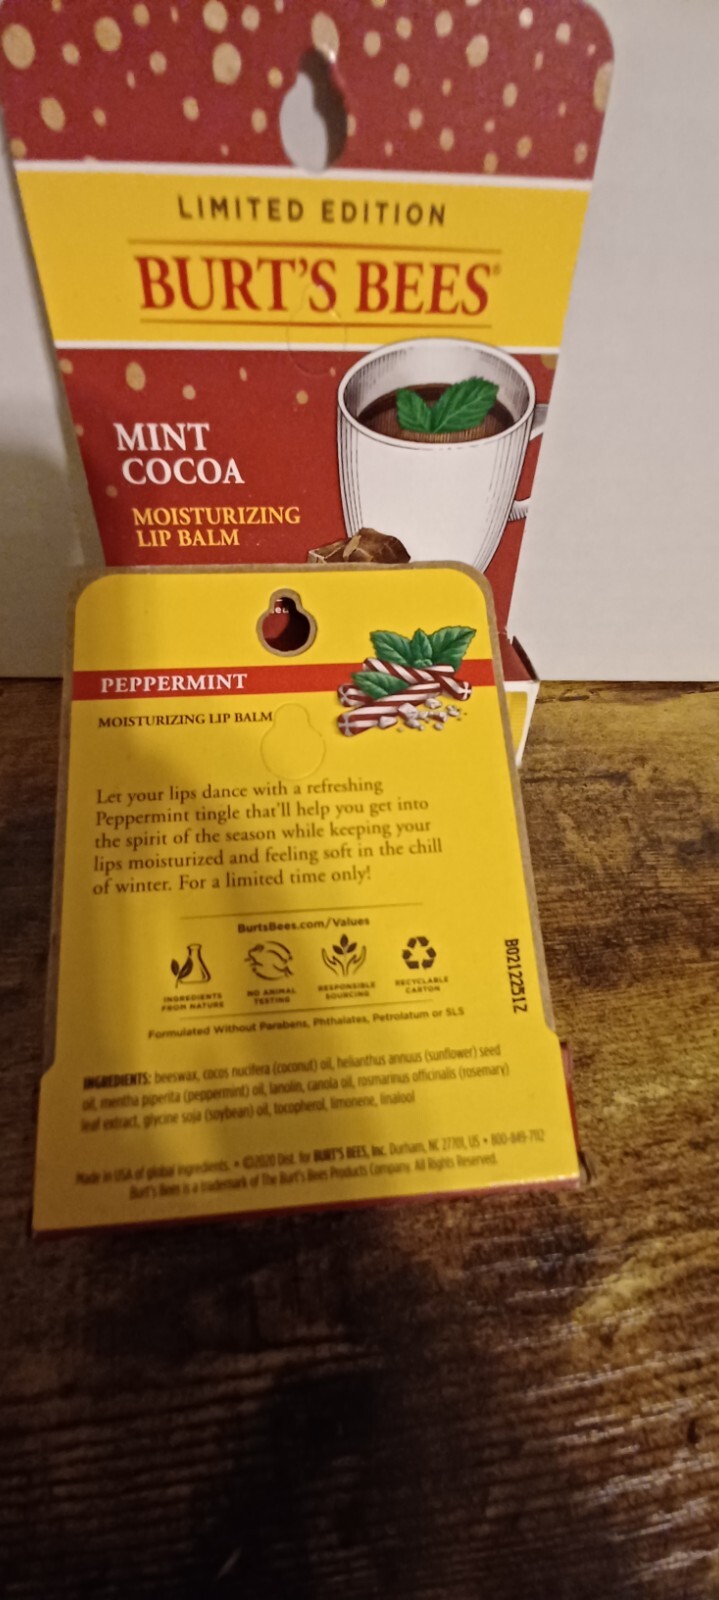 LIMITED EDITION
BURT'S BEES®
MINT
COCOA
MOISTURIZING
LIP BALM
PEPPERMINT
MOISTURIZING LIP BALM
Let your lips dance with a refreshing
Peppermint tingle that'll help you get into
the spirit of the season while keeping your
lips moisturized and feeling soft in the chill
of winter. For a limited time only!
BurtsBees.com/Values
INGREDIENTS
FROM NATURE
NO ANIMAL
TESTING
RESPONSIBLE
SOURCING
RECYCLABLE
CARTON
B02122512
Formulated Without Parabens, Phthalates, Petrolatum or SLS
INGREDIENTS: beeswax, cocos nucifera (coconut) oil, helianthus annuus (sunflower) seed
oil, mentha piperita (peppermint) oil, lanolin, canola oil, rosmarinus officinalis (rosemary)
leaf extract, glycine soja (soybean) oil, tocopherol, limonene, linalool
Made in USA of global ingredients. • ©2020 Dist. for BURT'S BEES, Inc. Durham, NC 27701, US • 800-849-7112
Burt's Bees is a trademark of The Burt's Bees Products Company. All Rights Reserved.